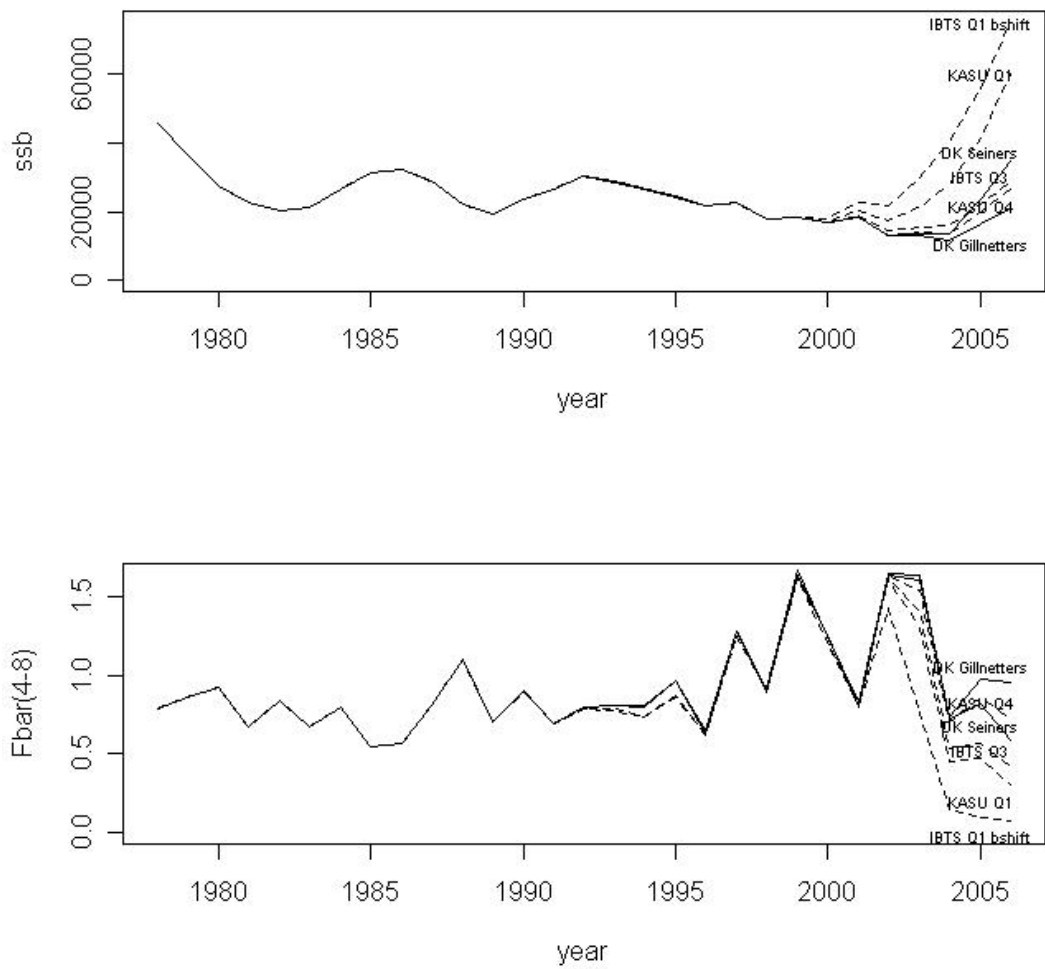 ssb
60000
20000
0
IBTS Q1 bshift
KASU Q1
DK Seiners
IBTS Q3
KASU Q4
DK Gillnetters
1980 1985 1990 1995 2000 2005
year
Fbar(4-8)
1.5
1.0
0.5
0.0
DK Gillnetters
KASU Q4
DK Seiners
IBTS Q3
KASU Q1
IBTS Q1 bshift
1980 1985 1990 1995 2000 2005
year